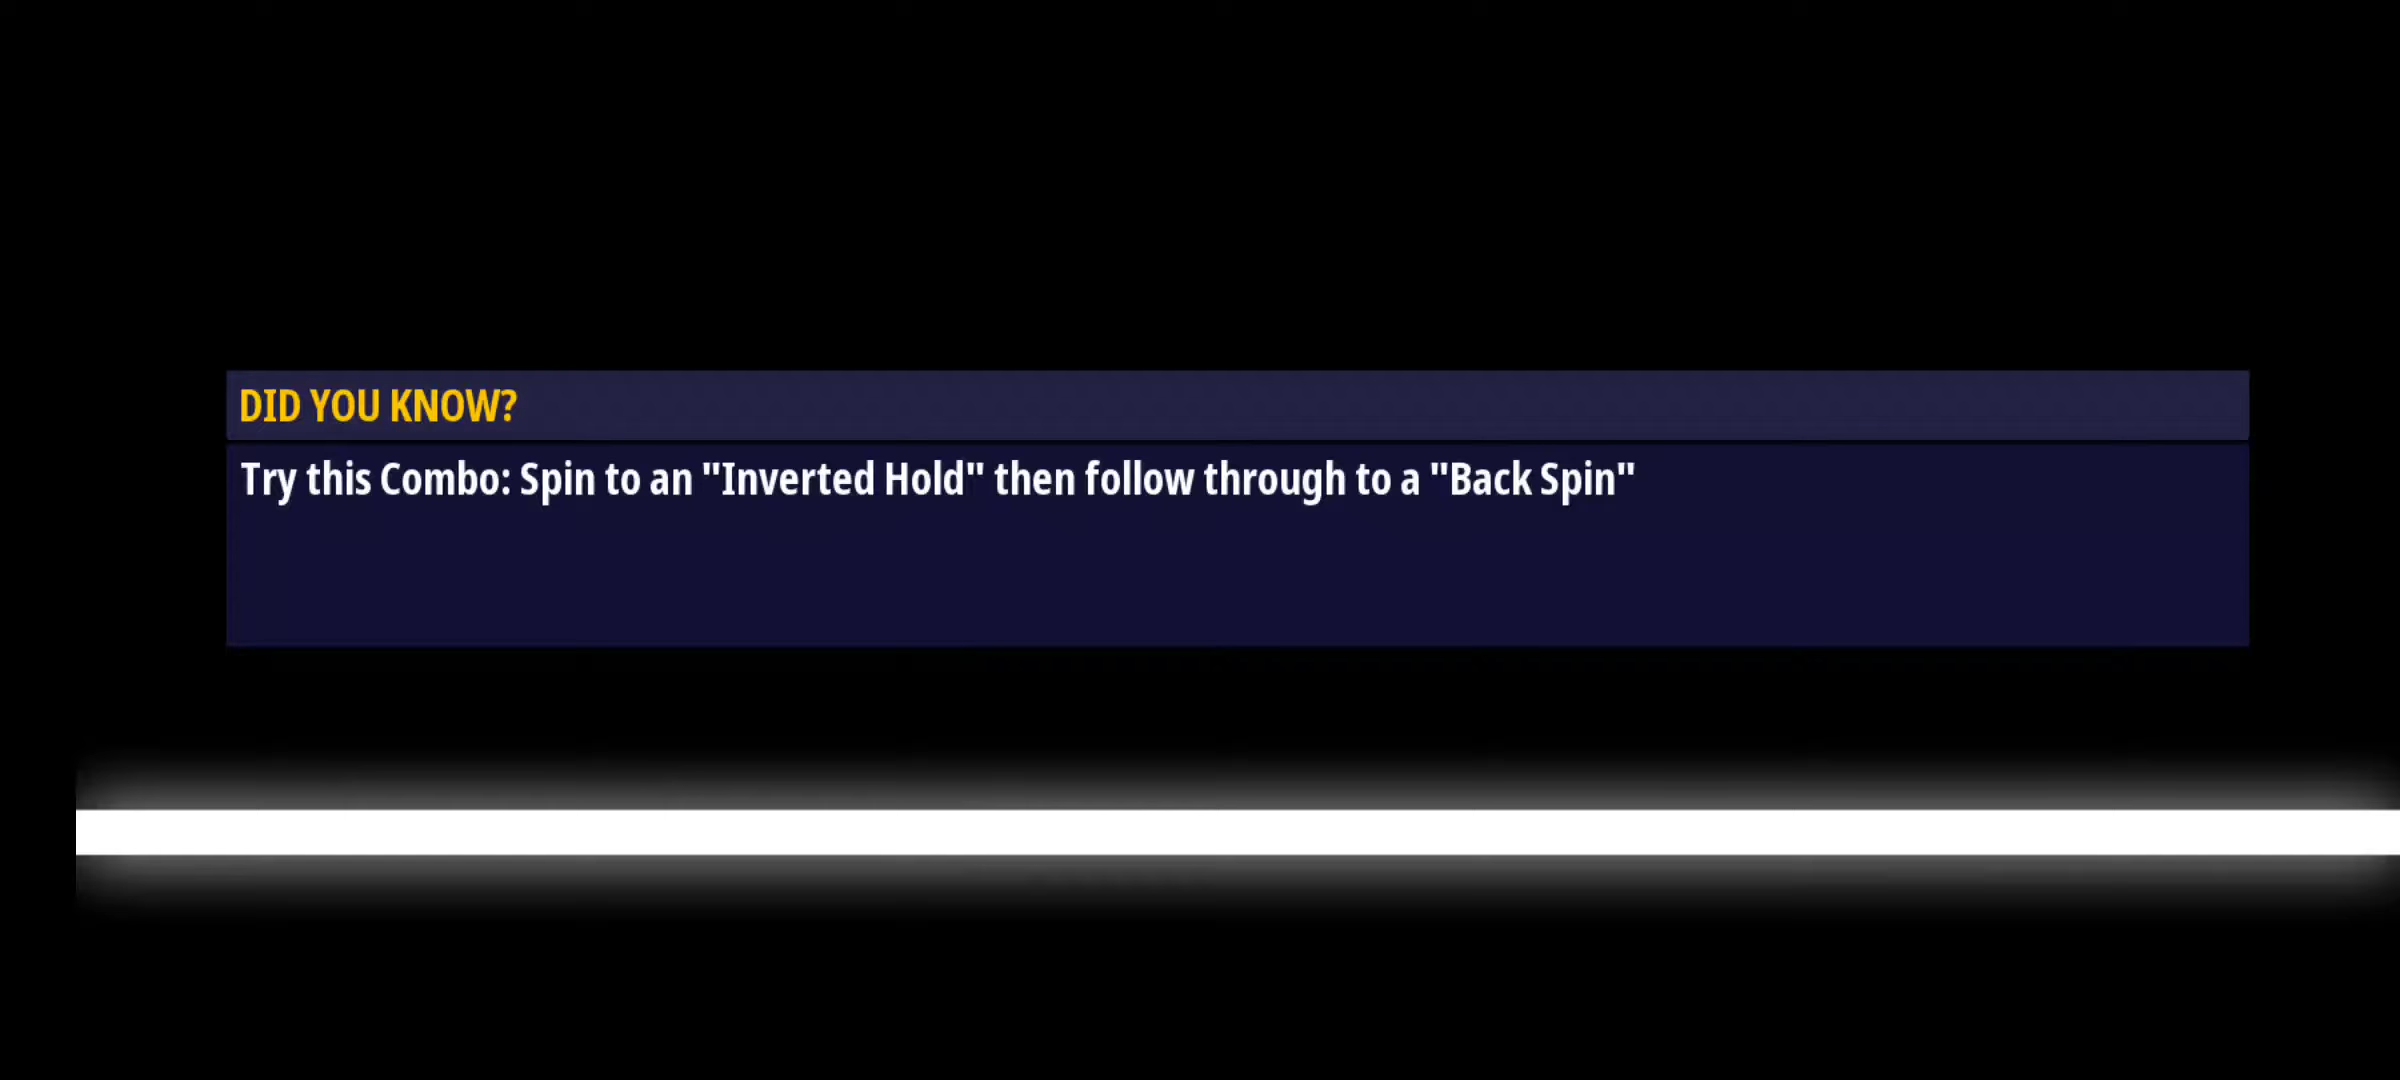 DID YOU KNOW?
Try this Combo: Spin to an "Inverted Hold" then follow through to a "Back Spin"